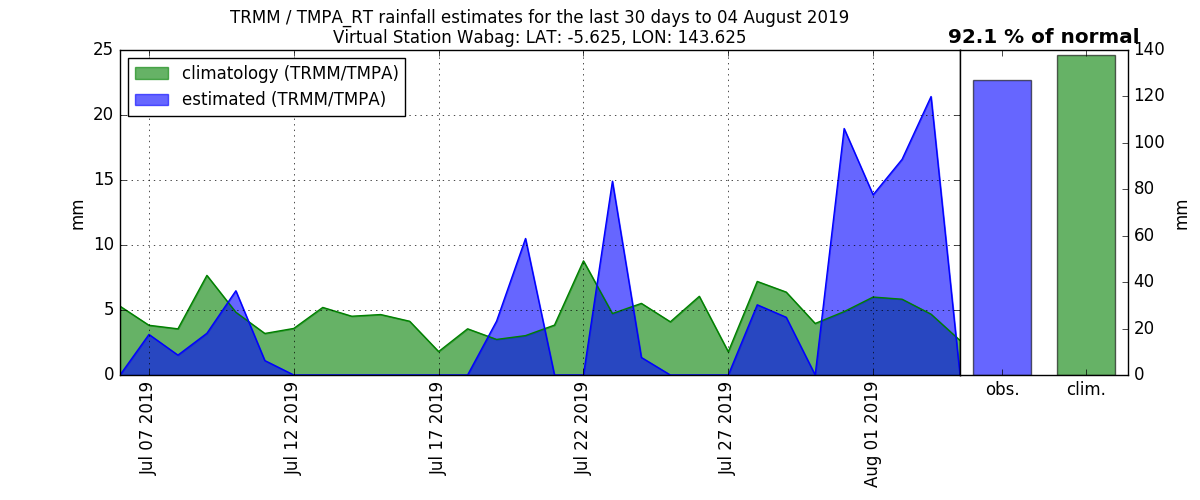 TRMM / TMPA_RT rainfall estimates for the last 30 days to 04 August 2019
Virtual Station Wabag: LAT: -5.625, LON: 143.625
92.1 % of normal
climatology (TRMM/TMPA)
estimated (TRMM/TMPA)
25
20
15
10
5
0
mm
Jul 07 2019
Jul 12 2019
Jul 17 2019
Jul 22 2019
Jul 27 2019
Aug 01 2019
obs.
clim.
140
120
100
80
60
40
20
0
mm